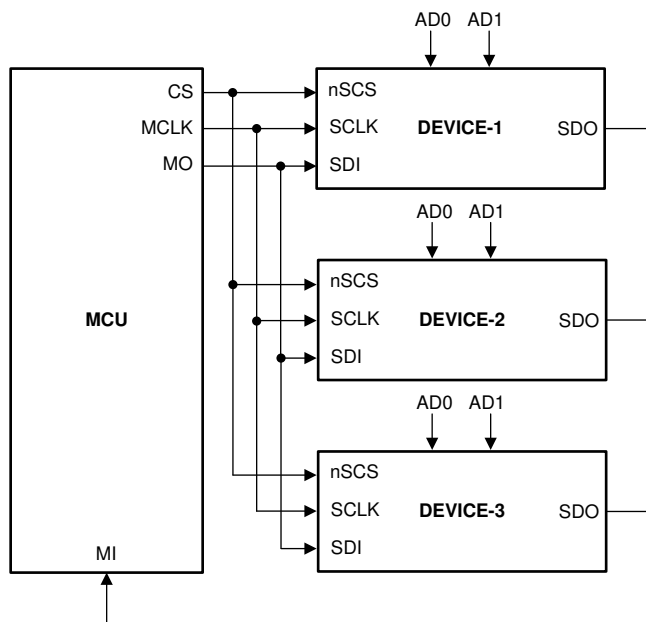 AD0 AD1
CS nSCS
MCLK SCLK DEVICE-1 SDO
MO SDI
AD0 AD1
nSCS
MCU SCLK DEVICE-2 SDO
SDI
AD0 AD1
nSCS
SCLK DEVICE-3 SDO
MI SDI